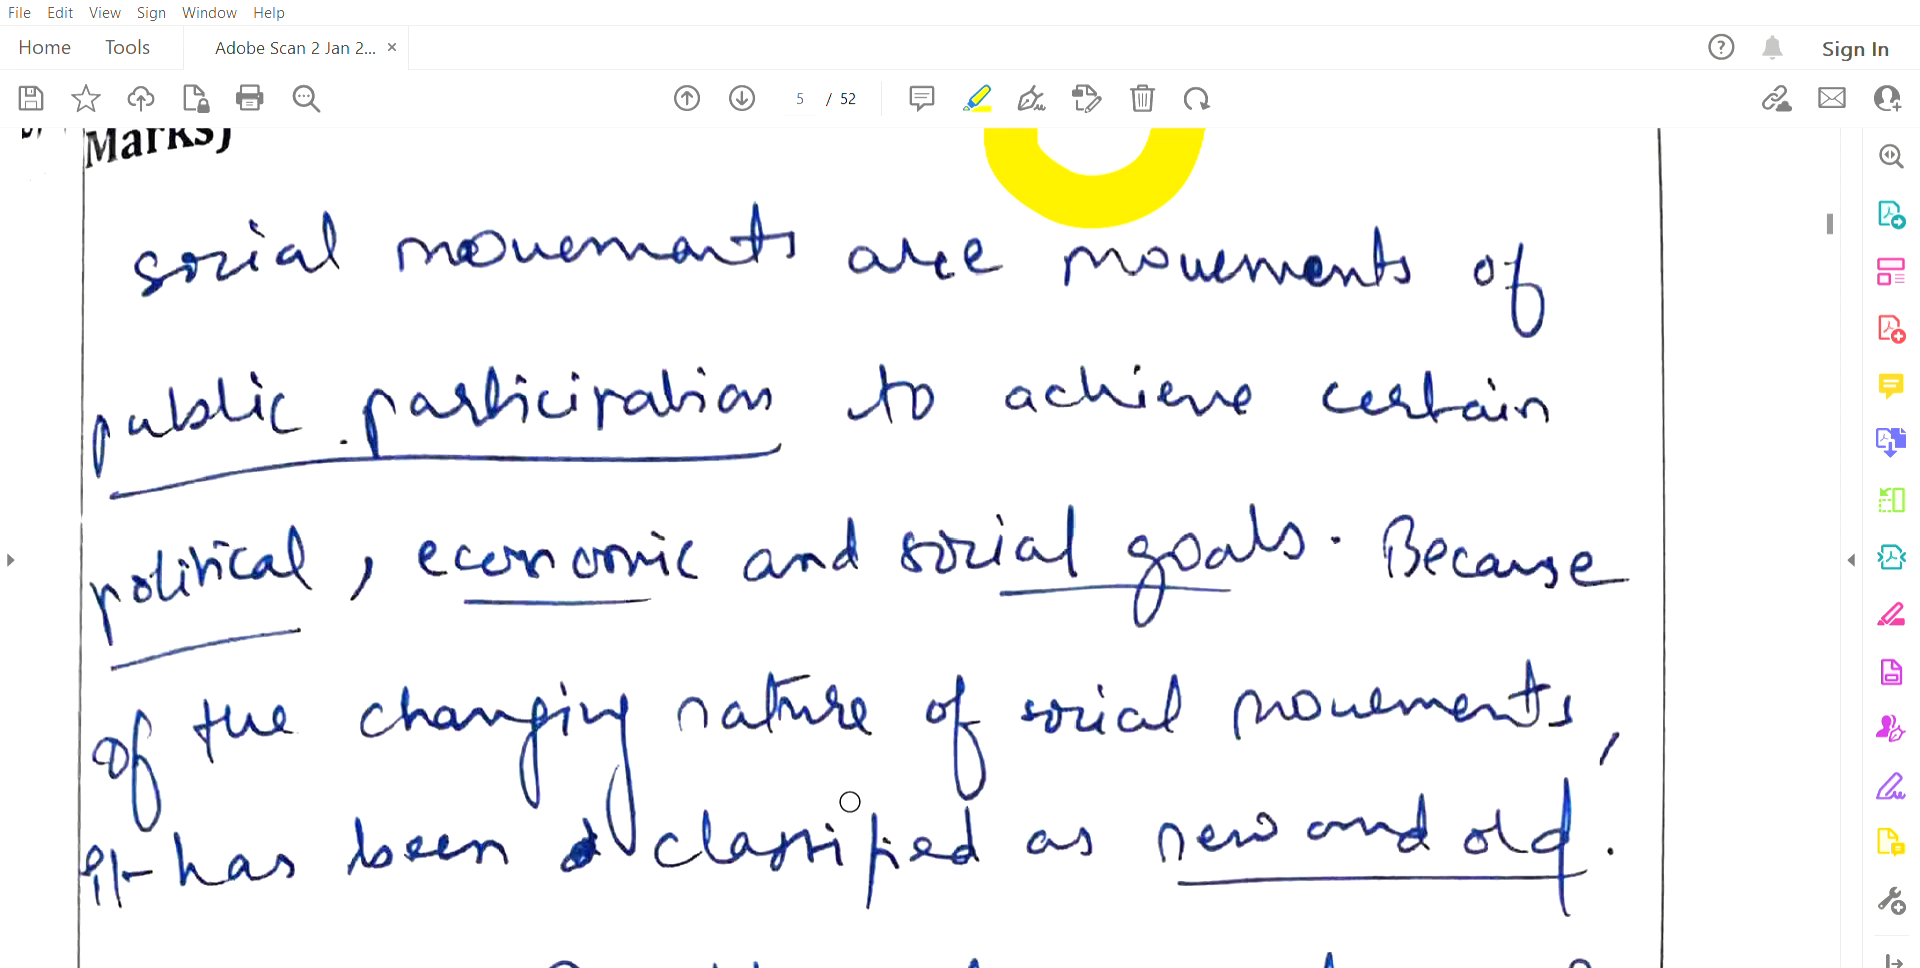 File Edit View Sign Window Help
Home Tools Adobe Scan 2 Jan 2... × Sign In
5 / 52
Marks)
social movements are movements of
public participation to achieve certain
political, economic and social goals. Because
of the changing nature of social movements,
it has been classified as new and old.